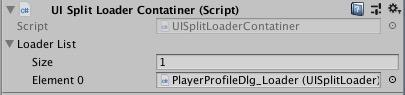 UI Split Loader Contatiner (Script)
Script UISplitLoaderContatiner
Loader List
Size 1
Element 0 PlayerProfileDlg_Loader (UISplitLoader)